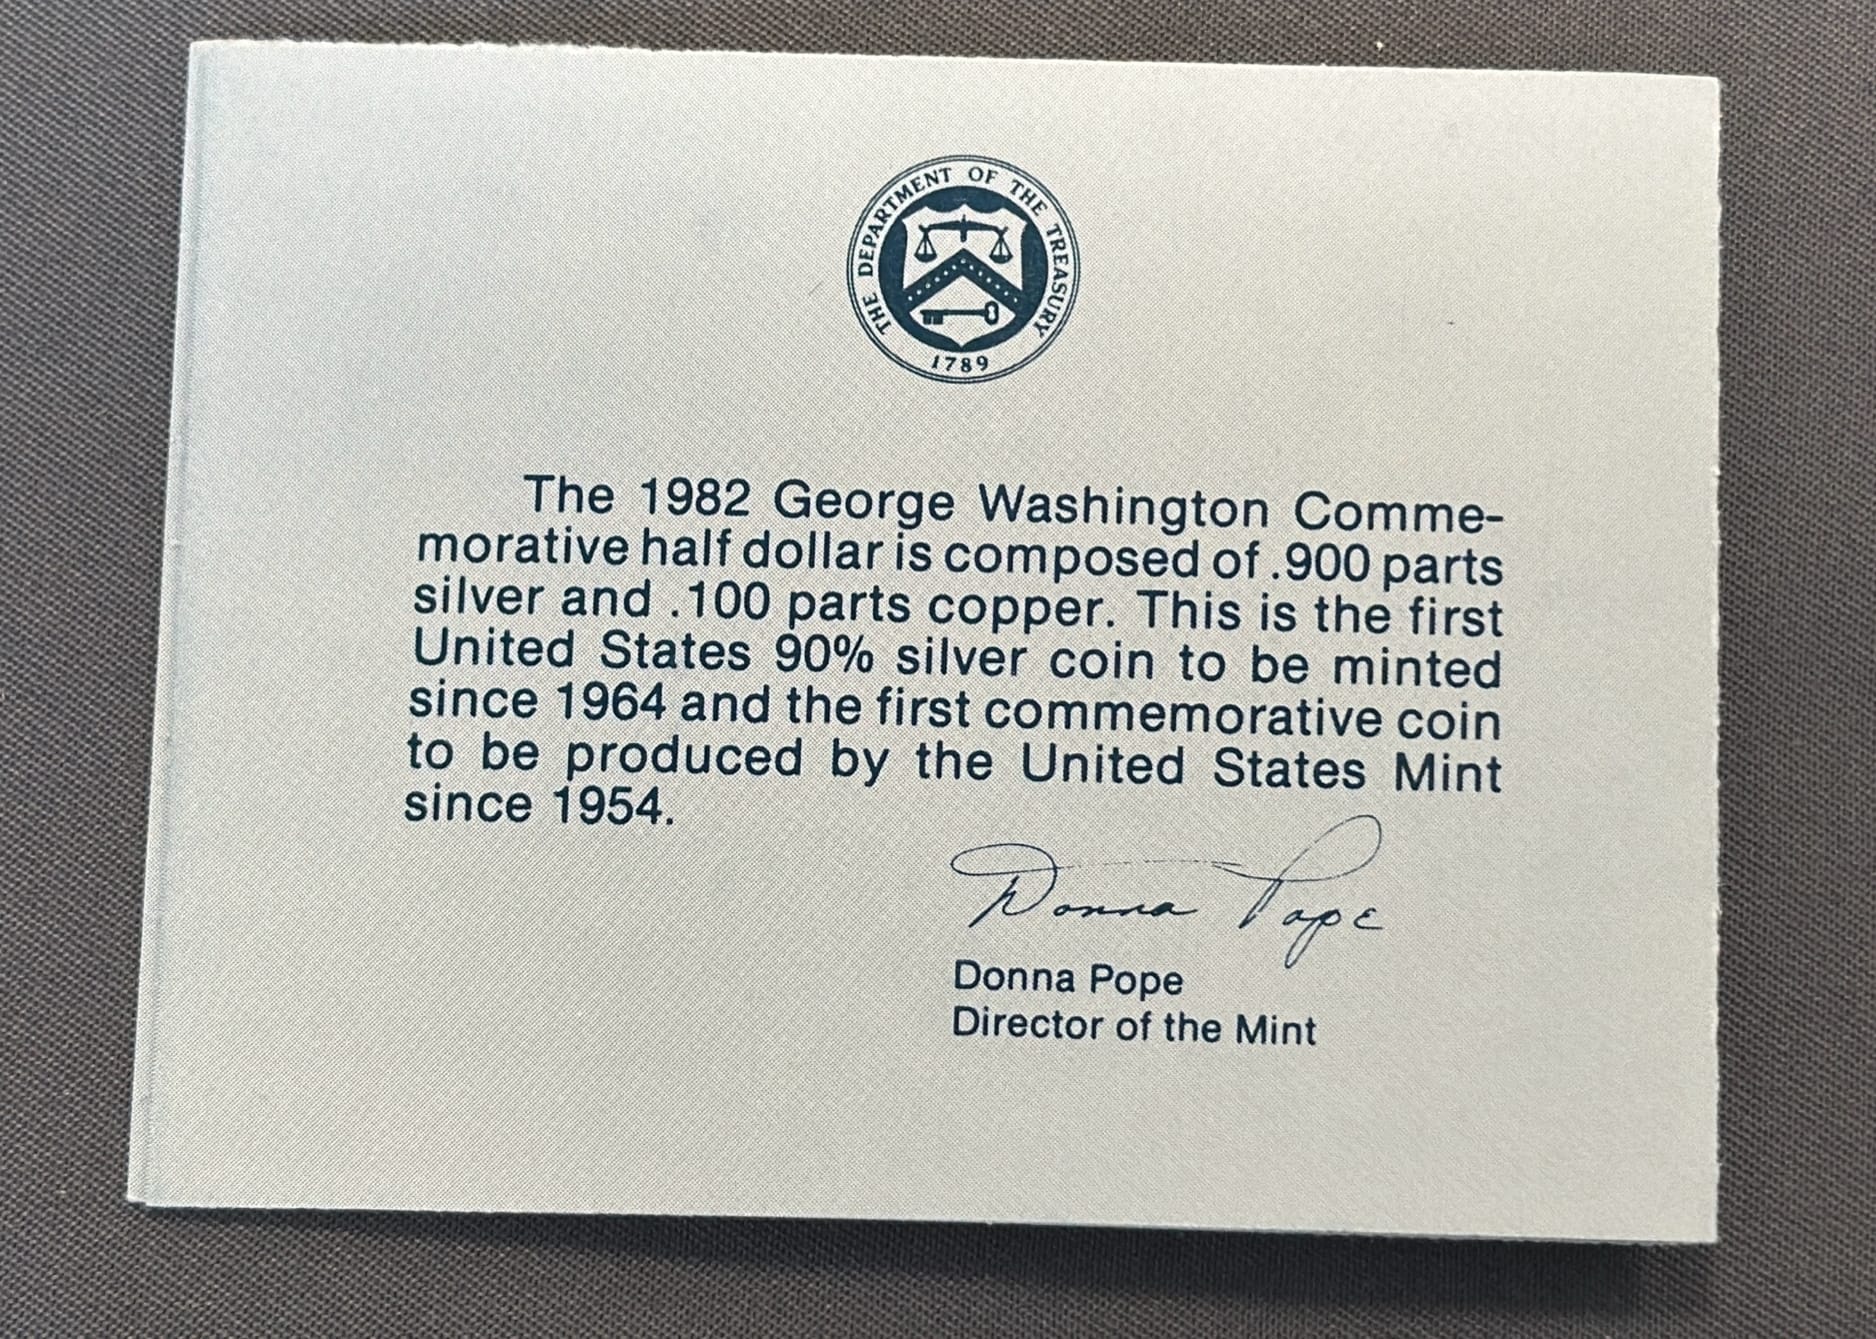 THE DEPARTMENT OF THE TREASURY
1789
The 1982 George Washington Comme-
morative half dollar is composed of .900 parts
silver and .100 parts copper. This is the first
United States 90% silver coin to be minted
since 1964 and the first commemorative coin
to be produced by the United States Mint
since 1954.
Donna Pope
Donna Pope
Director of the Mint